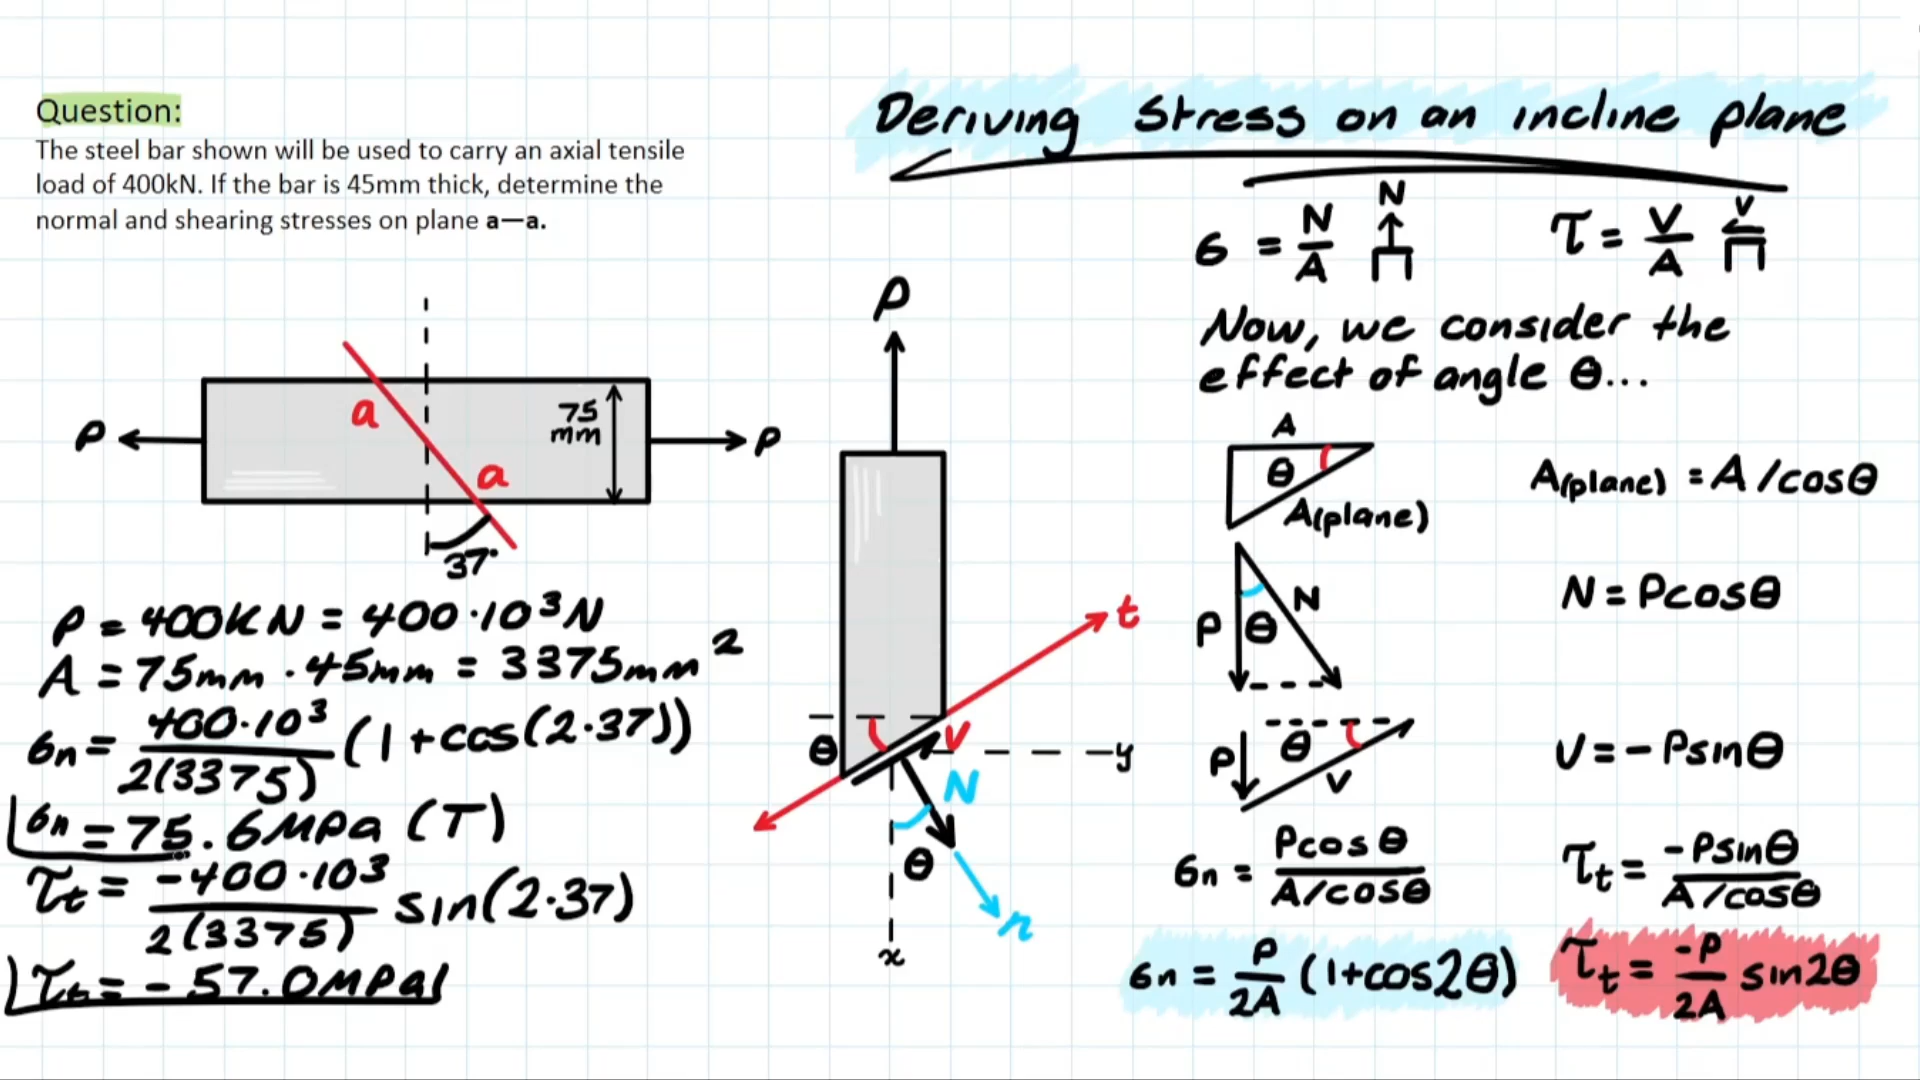 Question:
The steel bar shown will be used to carry an axial tensile
load of 400kN. If the bar is 45mm thick, determine the
normal and shearing stresses on plane a—a.
a
a
75
mm
P
P
37°
P = 400KN = 400·10³N
A = 75mm · 45mm = 3375mm²
σn = 400·10³/2(3375) (1+cos(2·37))
σn = 75.6MPa (T)
τt = -400·10³/2(3375) sin(2·37)
τt = -57.0MPa
P
t
θ
V
y
N
θ
n
x
Deriving Stress on an incline plane
σ = N/A
N
τ = V/A
V
Now, we consider the
effect of angle θ...
A
θ
A(plane)
A(plane) = A/cosθ
P
θ
N
N = Pcosθ
P
θ
V
V = -Psinθ
σn = Pcosθ/A/cosθ
τt = -Psinθ/A/cosθ
σn = P/2A (1+cos2θ)
τt = -P/2A sin2θ